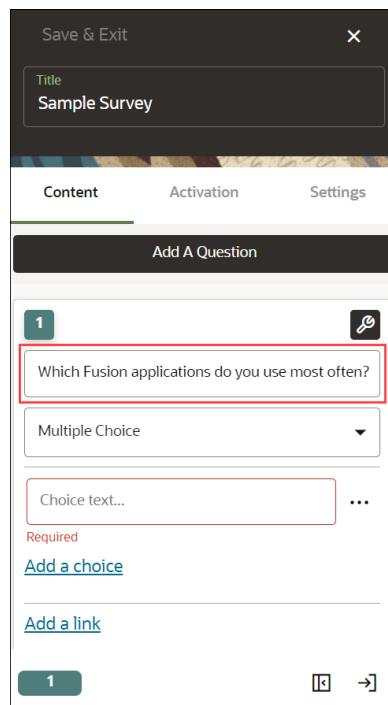 Save & Exit
Title
Sample Survey
Content Activation Settings
Add A Question
1
Which Fusion applications do you use most often?
Multiple Choice
Choice text...
Required
Add a choice
Add a link
1